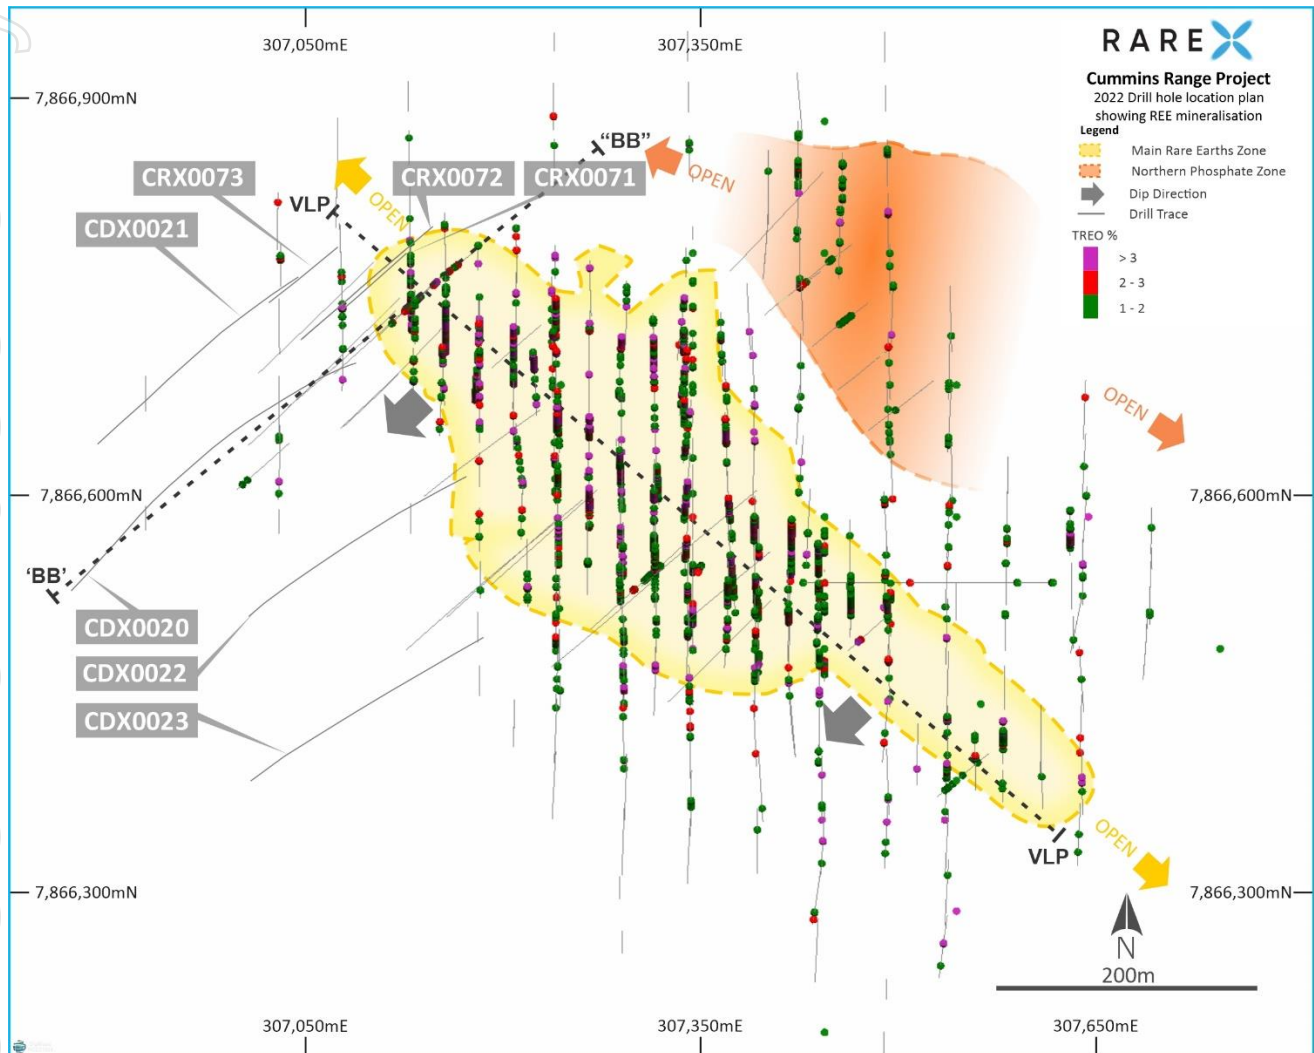 307,050mE
307,350mE
RAREX
Cummins Range Project
2022 Drill hole location plan
showing REE mineralisation
Legend
Main Rare Earths Zone
Northern Phosphate Zone
Dip Direction
Drill Trace
TREO %
> 3
2 - 3
1 - 2
7,866,900mN
"BB"
OPEN
CRX0073
CRX0072
CRX0071
OPEN
VLP
CDX0021
OPEN
7,866,600mN
7,866,600mN
'BB'
CDX0020
CDX0022
CDX0023
OPEN
VLP
7,866,300mN
7,866,300mN
N
200m
307,050mE
307,350mE
307,650mE